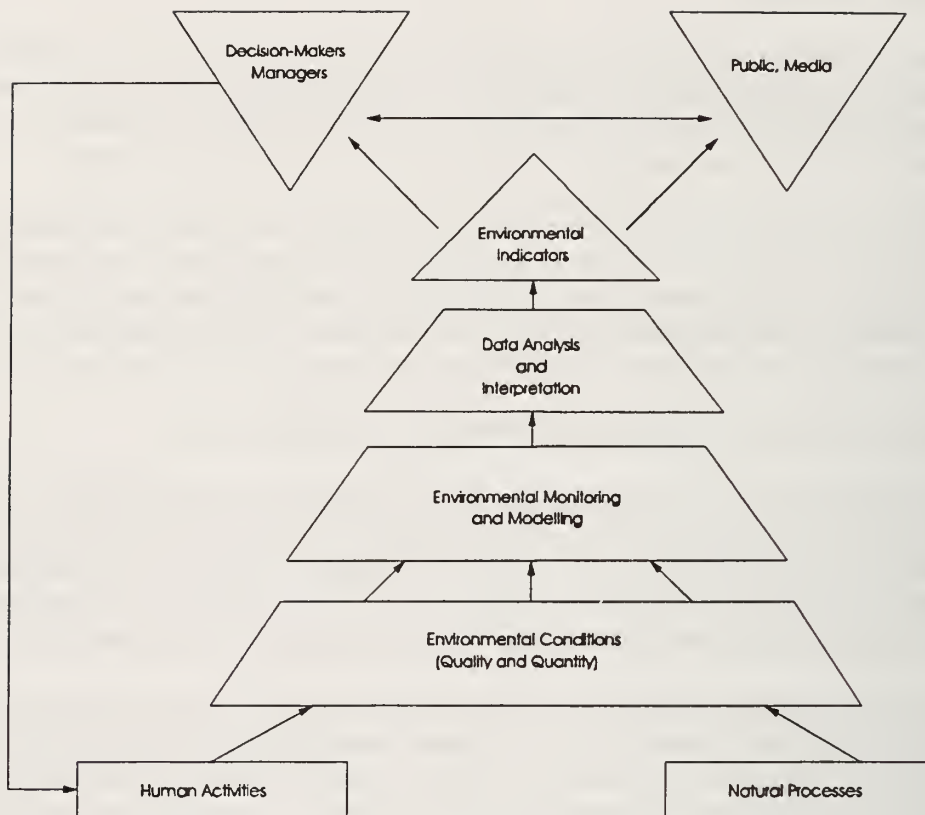 Decision-Makers
Managers
Public, Media
Environmental
Indicators
Data Analysis
and
Interpretation
Environmental Monitoring
and Modelling
Environmental Conditions
(Quality and Quantity)
Human Activities
Natural Processes